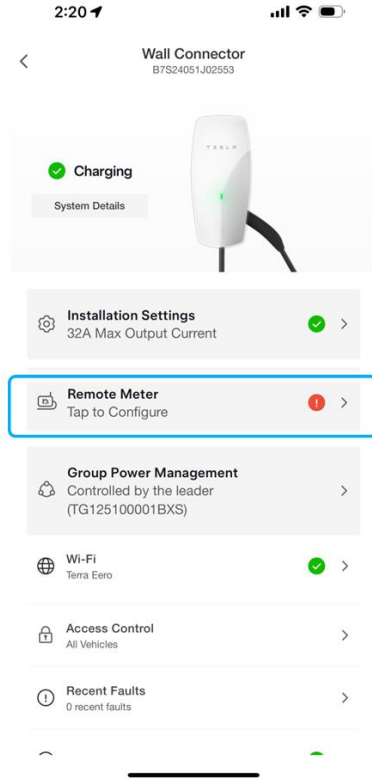 2:20
Wall Connector
B7S24051J02553
TESLA
Charging
System Details
Installation Settings
32A Max Output Current
Remote Meter
Tap to Configure
Group Power Management
Controlled by the leader
(TG125100001BXS)
Wi-Fi
Terra Eero
Access Control
All Vehicles
Recent Faults
0 recent faults